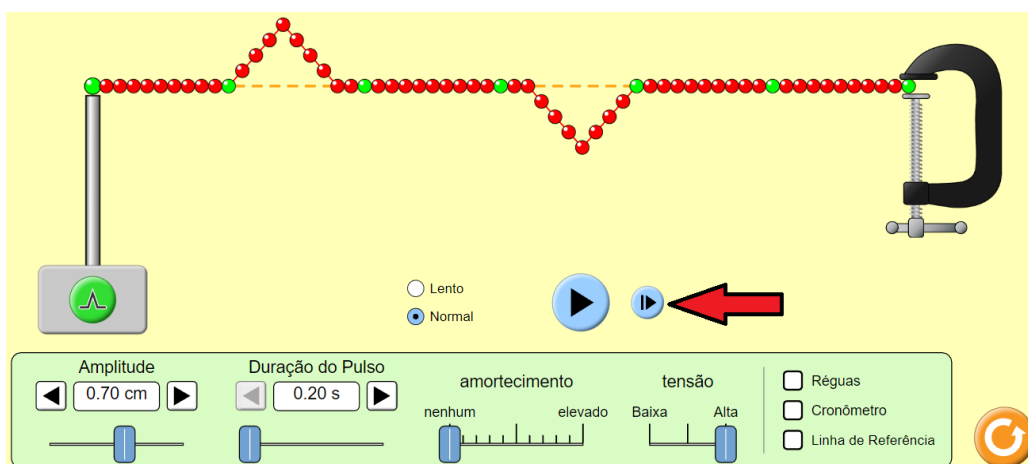 Lento
Normal
Amplitude
0.70 cm
Duração do Pulso
0.20 s
amortecimento
nenhum
elevado
tensão
Baixa
Alta
Réguas
Cronômetro
Linha de Referência